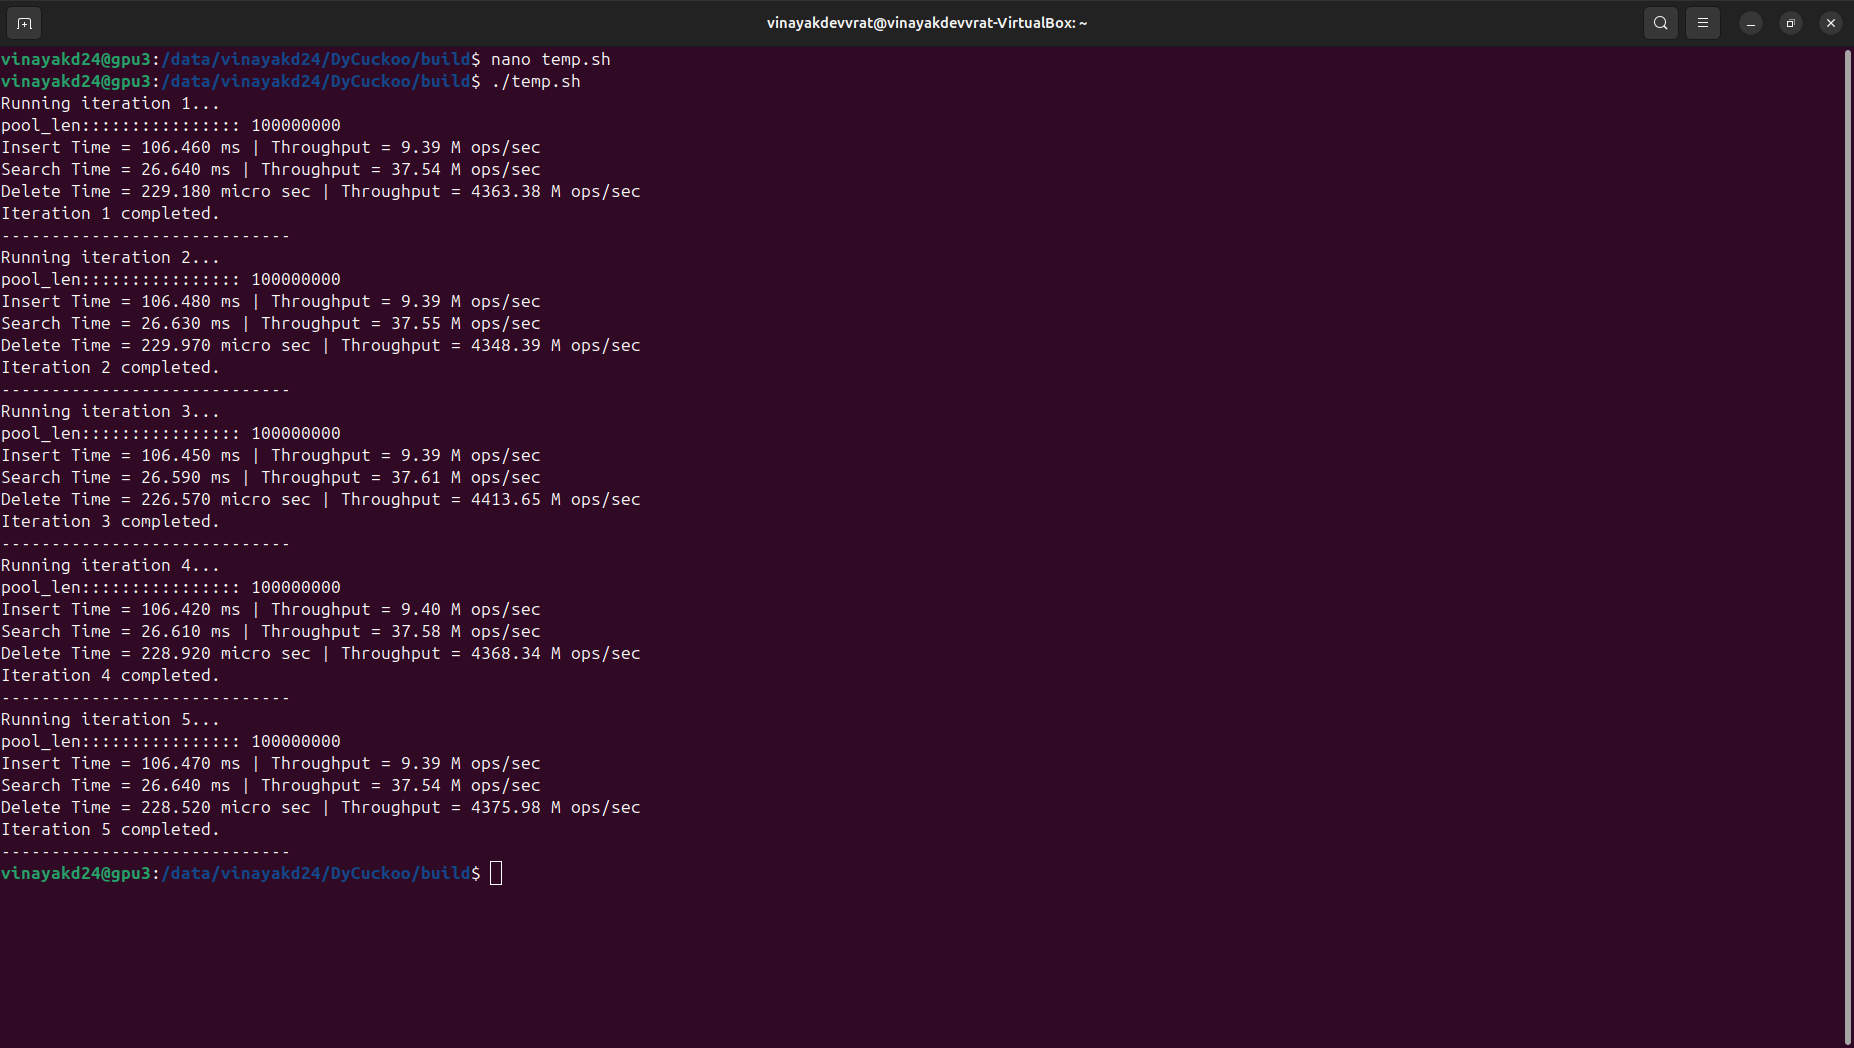 vinayakdevvrat@vinayakdevvrat-VirtualBox: ~
vinayakd24@gpu3:/data/vinayakd24/DyCuckoo/build$ nano temp.sh
vinayakd24@gpu3:/data/vinayakd24/DyCuckoo/build$ ./temp.sh
Running iteration 1...
pool_len:::::::::::::::: 100000000
Insert Time = 106.460 ms | Throughput = 9.39 M ops/sec
Search Time = 26.640 ms | Throughput = 37.54 M ops/sec
Delete Time = 229.180 micro sec | Throughput = 4363.38 M ops/sec
Iteration 1 completed.
-----------------------------
Running iteration 2...
pool_len:::::::::::::::: 100000000
Insert Time = 106.480 ms | Throughput = 9.39 M ops/sec
Search Time = 26.630 ms | Throughput = 37.55 M ops/sec
Delete Time = 229.970 micro sec | Throughput = 4348.39 M ops/sec
Iteration 2 completed.
-----------------------------
Running iteration 3...
pool_len:::::::::::::::: 100000000
Insert Time = 106.450 ms | Throughput = 9.39 M ops/sec
Search Time = 26.590 ms | Throughput = 37.61 M ops/sec
Delete Time = 226.570 micro sec | Throughput = 4413.65 M ops/sec
Iteration 3 completed.
-----------------------------
Running iteration 4...
pool_len:::::::::::::::: 100000000
Insert Time = 106.420 ms | Throughput = 9.40 M ops/sec
Search Time = 26.610 ms | Throughput = 37.58 M ops/sec
Delete Time = 228.920 micro sec | Throughput = 4368.34 M ops/sec
Iteration 4 completed.
-----------------------------
Running iteration 5...
pool_len:::::::::::::::: 100000000
Insert Time = 106.470 ms | Throughput = 9.39 M ops/sec
Search Time = 26.640 ms | Throughput = 37.54 M ops/sec
Delete Time = 228.520 micro sec | Throughput = 4375.98 M ops/sec
Iteration 5 completed.
-----------------------------
vinayakd24@gpu3:/data/vinayakd24/DyCuckoo/build$